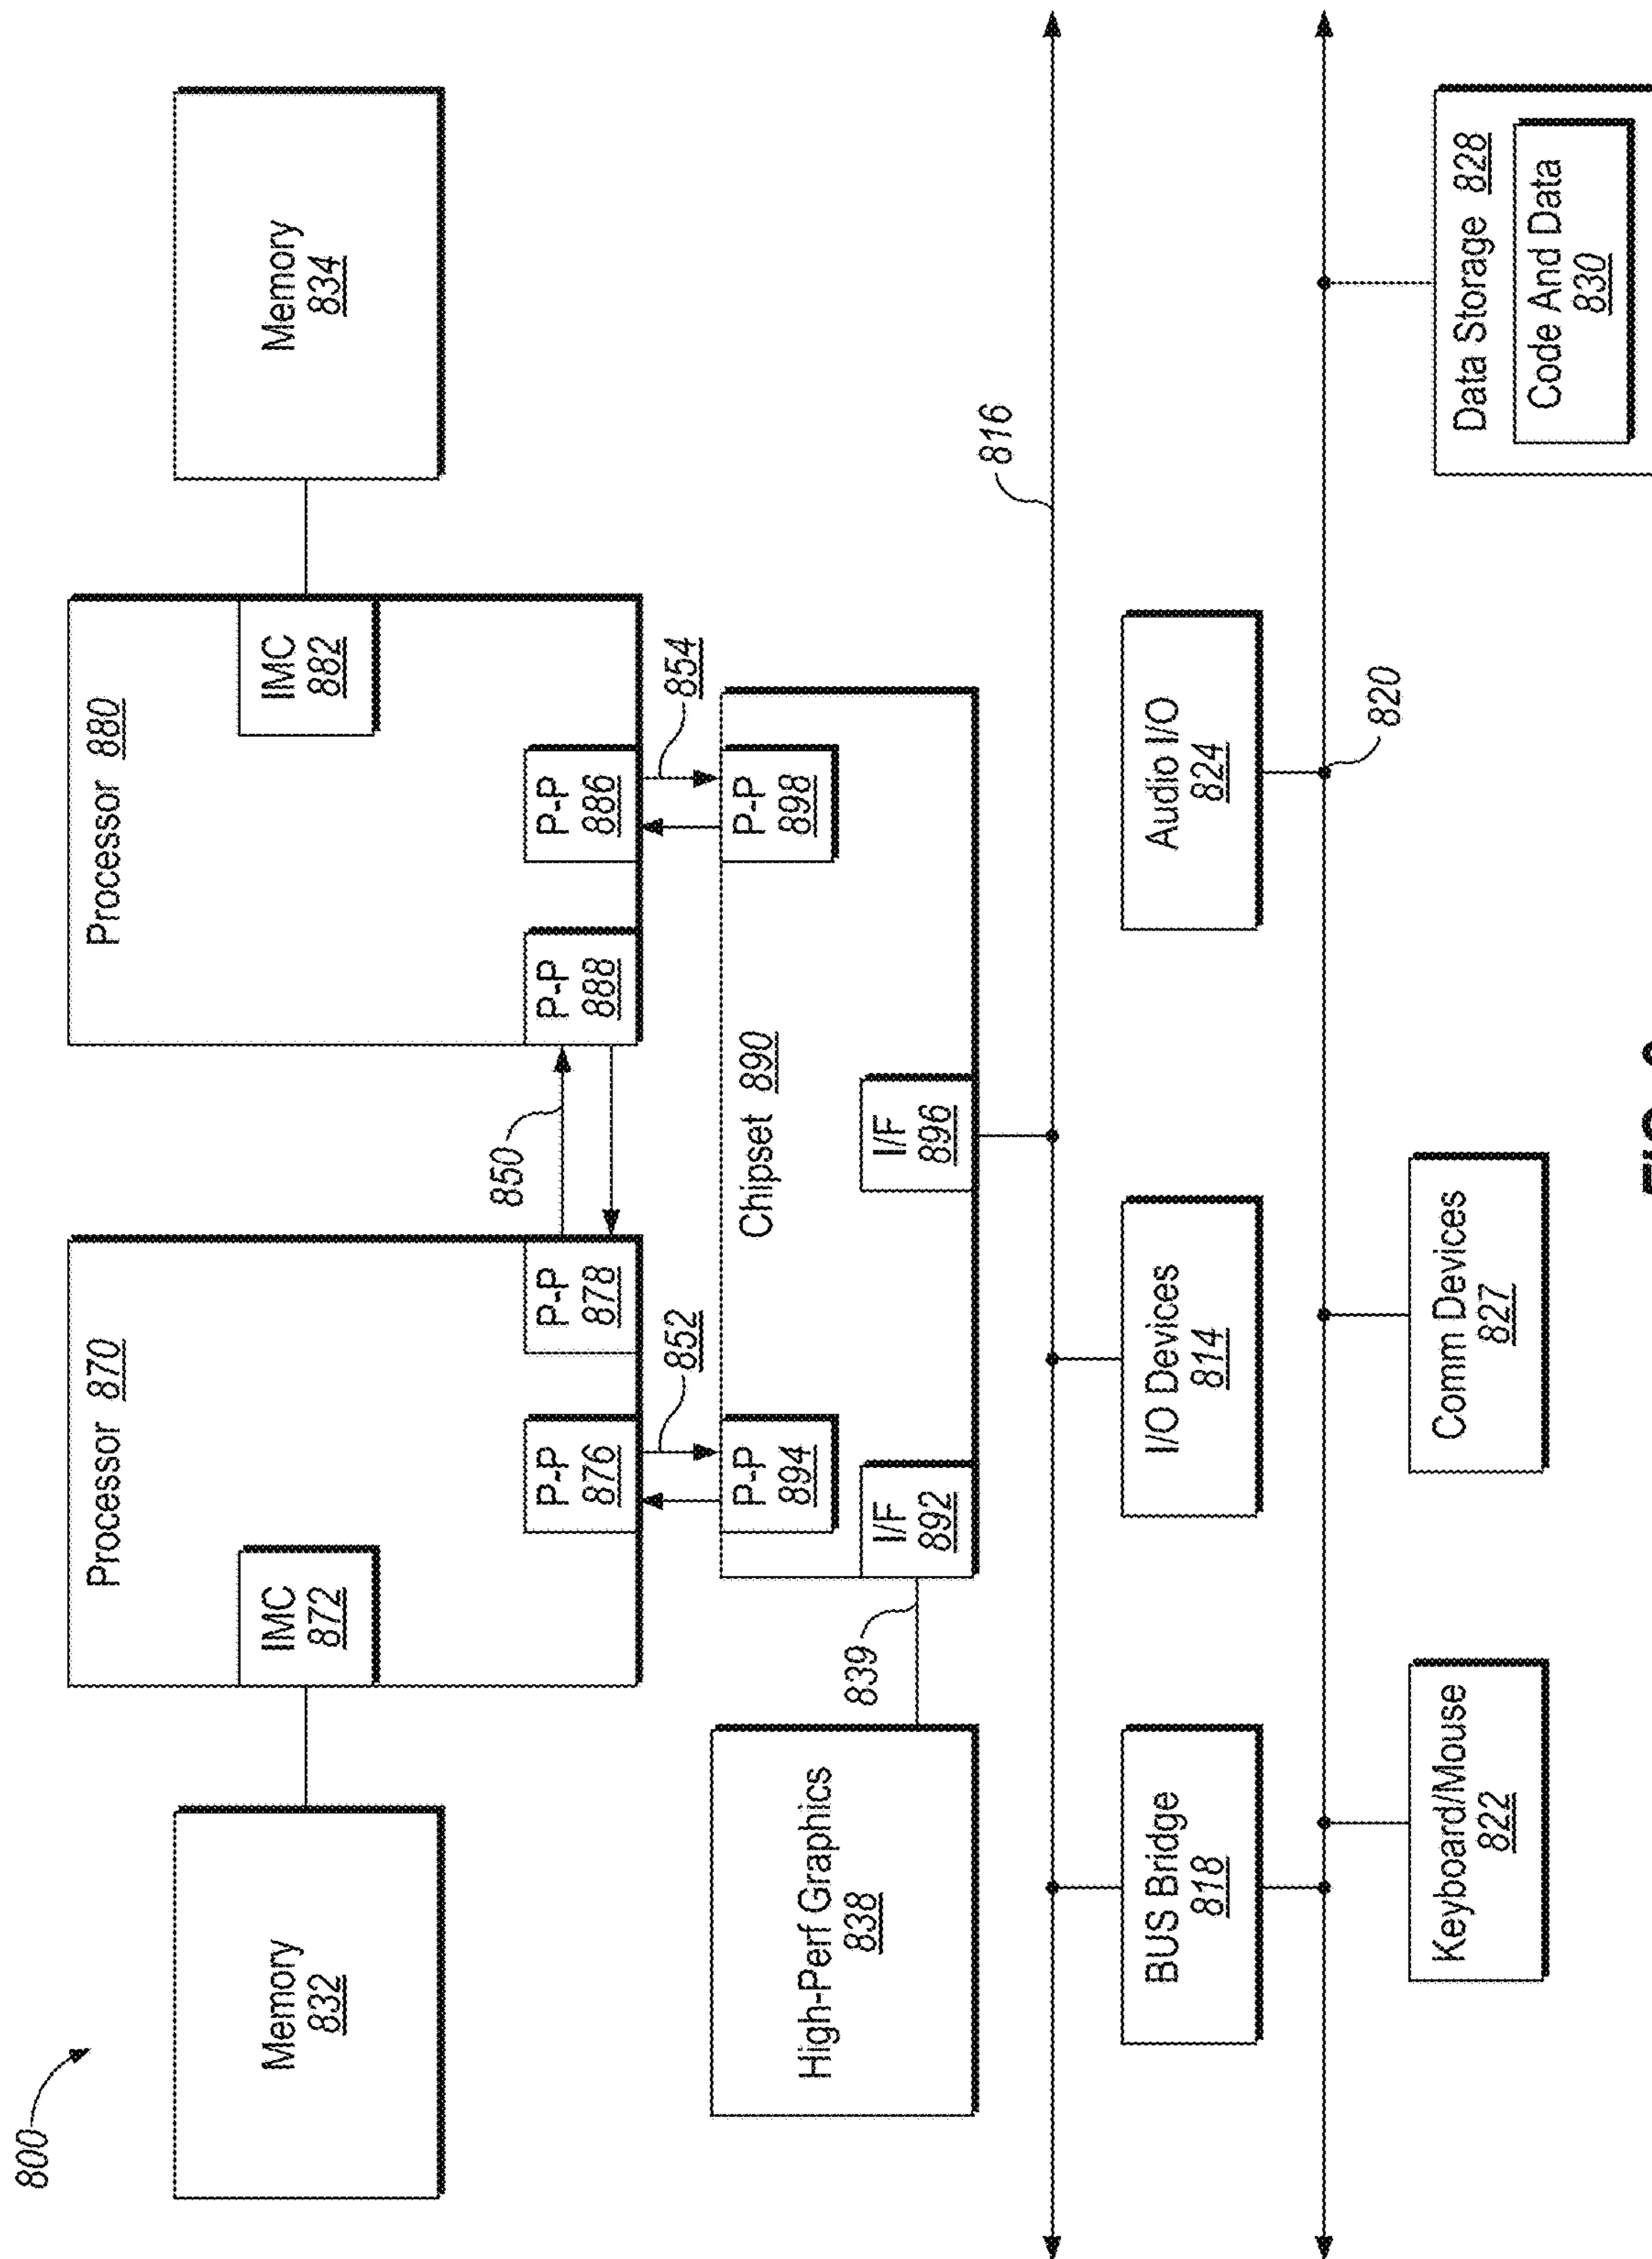 800
Memory
832
Processor 870
IMC
872
P-P
876
P-P
878
850
Processor 880
IMC
882
P-P
888
P-P
886
Memory
834
852
854
High-Perf Graphics
838
839
Chipset 890
P-P
894
P-P
898
I/F
892
I/F
896
816
BUS Bridge
818
I/O Devices
814
Audio I/O
824
820
Keyboard/Mouse
822
Comm Devices
827
Data Storage 828
Code And Data
830